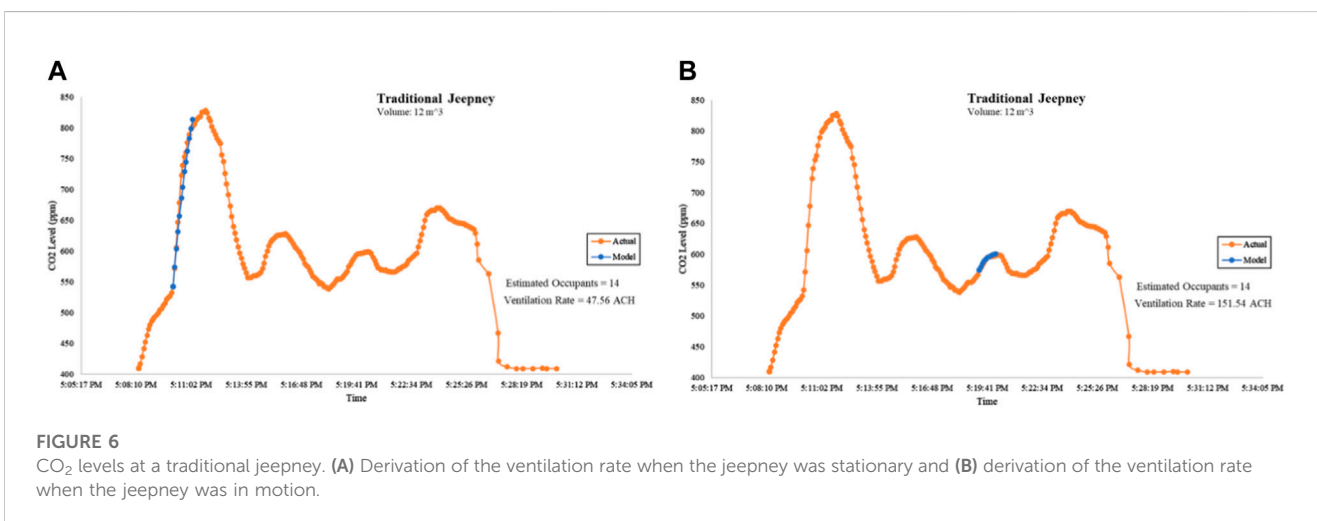 A
Traditional Jeepney
Volume: 12 m^3
850
800
750
700
650
600
550
500
450
400
CO2 Level (ppm)
Actual
Model
Estimated Occupants = 14
Ventilation Rate = 47.56 ACH
5:05:17 PM 5:08:10 PM 5:11:02 PM 5:13:55 PM 5:16:48 PM 5:19:41 PM 5:22:34 PM 5:25:26 PM 5:28:19 PM 5:31:12 PM 5:34:05 PM
Time
B
Traditional Jeepney
Volume: 12 m^3
850
800
750
700
650
600
550
500
450
400
CO2 Level (ppm)
Actual
Model
Estimated Occupants = 14
Ventilation Rate = 151.54 ACH
5:05:17 PM 5:08:10 PM 5:11:02 PM 5:13:55 PM 5:16:48 PM 5:19:41 PM 5:22:34 PM 5:25:26 PM 5:28:19 PM 5:31:12 PM 5:34:05 PM
Time
FIGURE 6
CO₂ levels at a traditional jeepney. (A) Derivation of the ventilation rate when the jeepney was stationary and (B) derivation of the ventilation rate
when the jeepney was in motion.